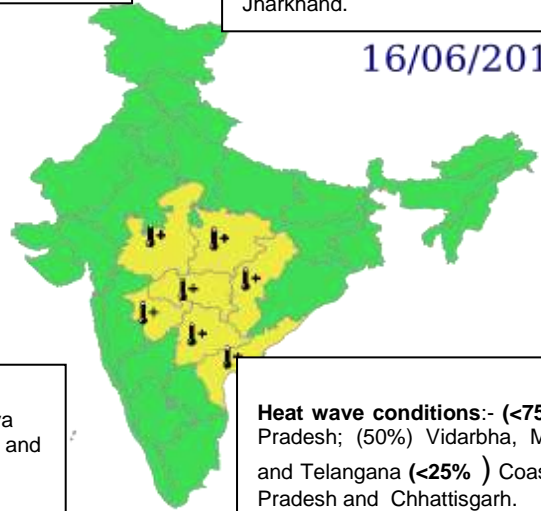 Jharkhand.
16/06/201
and
Heat wave conditions:- (<75
Pradesh; (50%) Vidarbha, M
and Telangana (<25% ) Coas
Pradesh and Chhattisgarh.